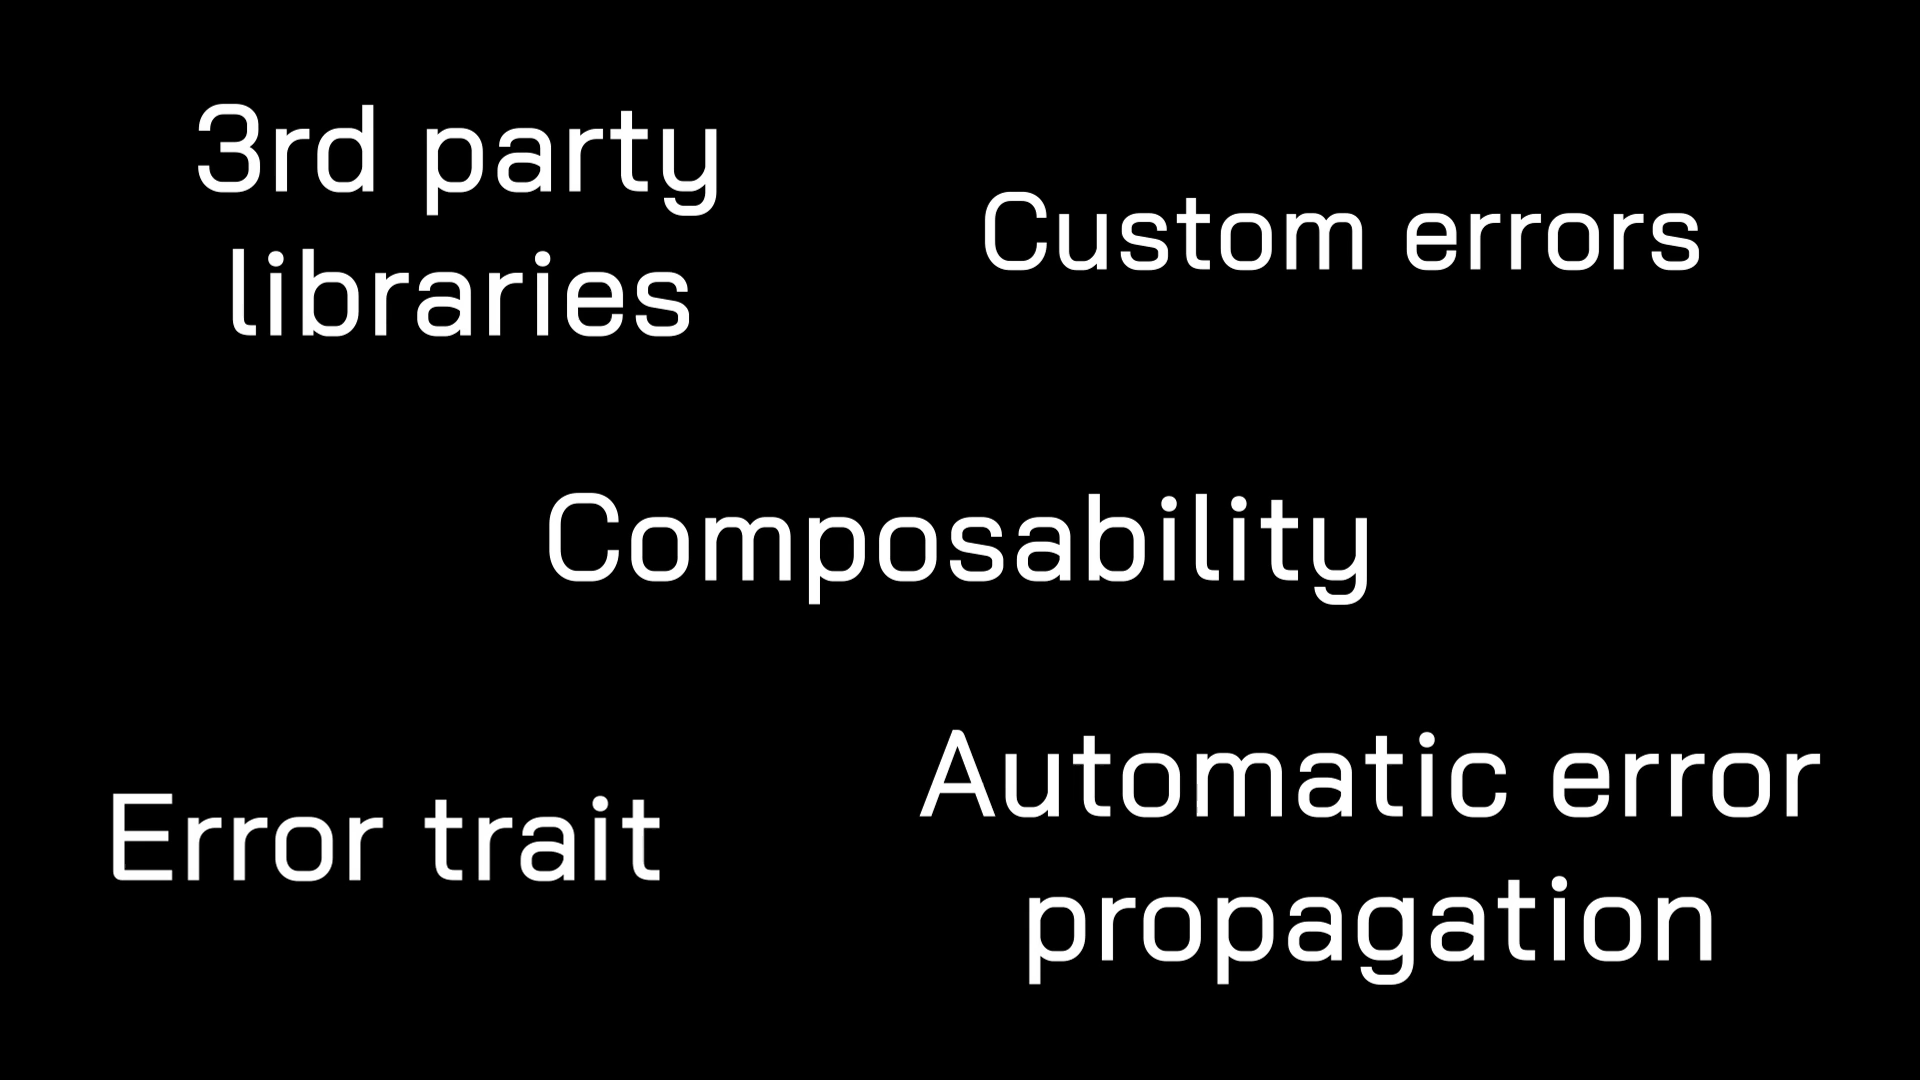 3rd party
libraries
Custom errors
Composability
Error trait
Automatic error
propagation